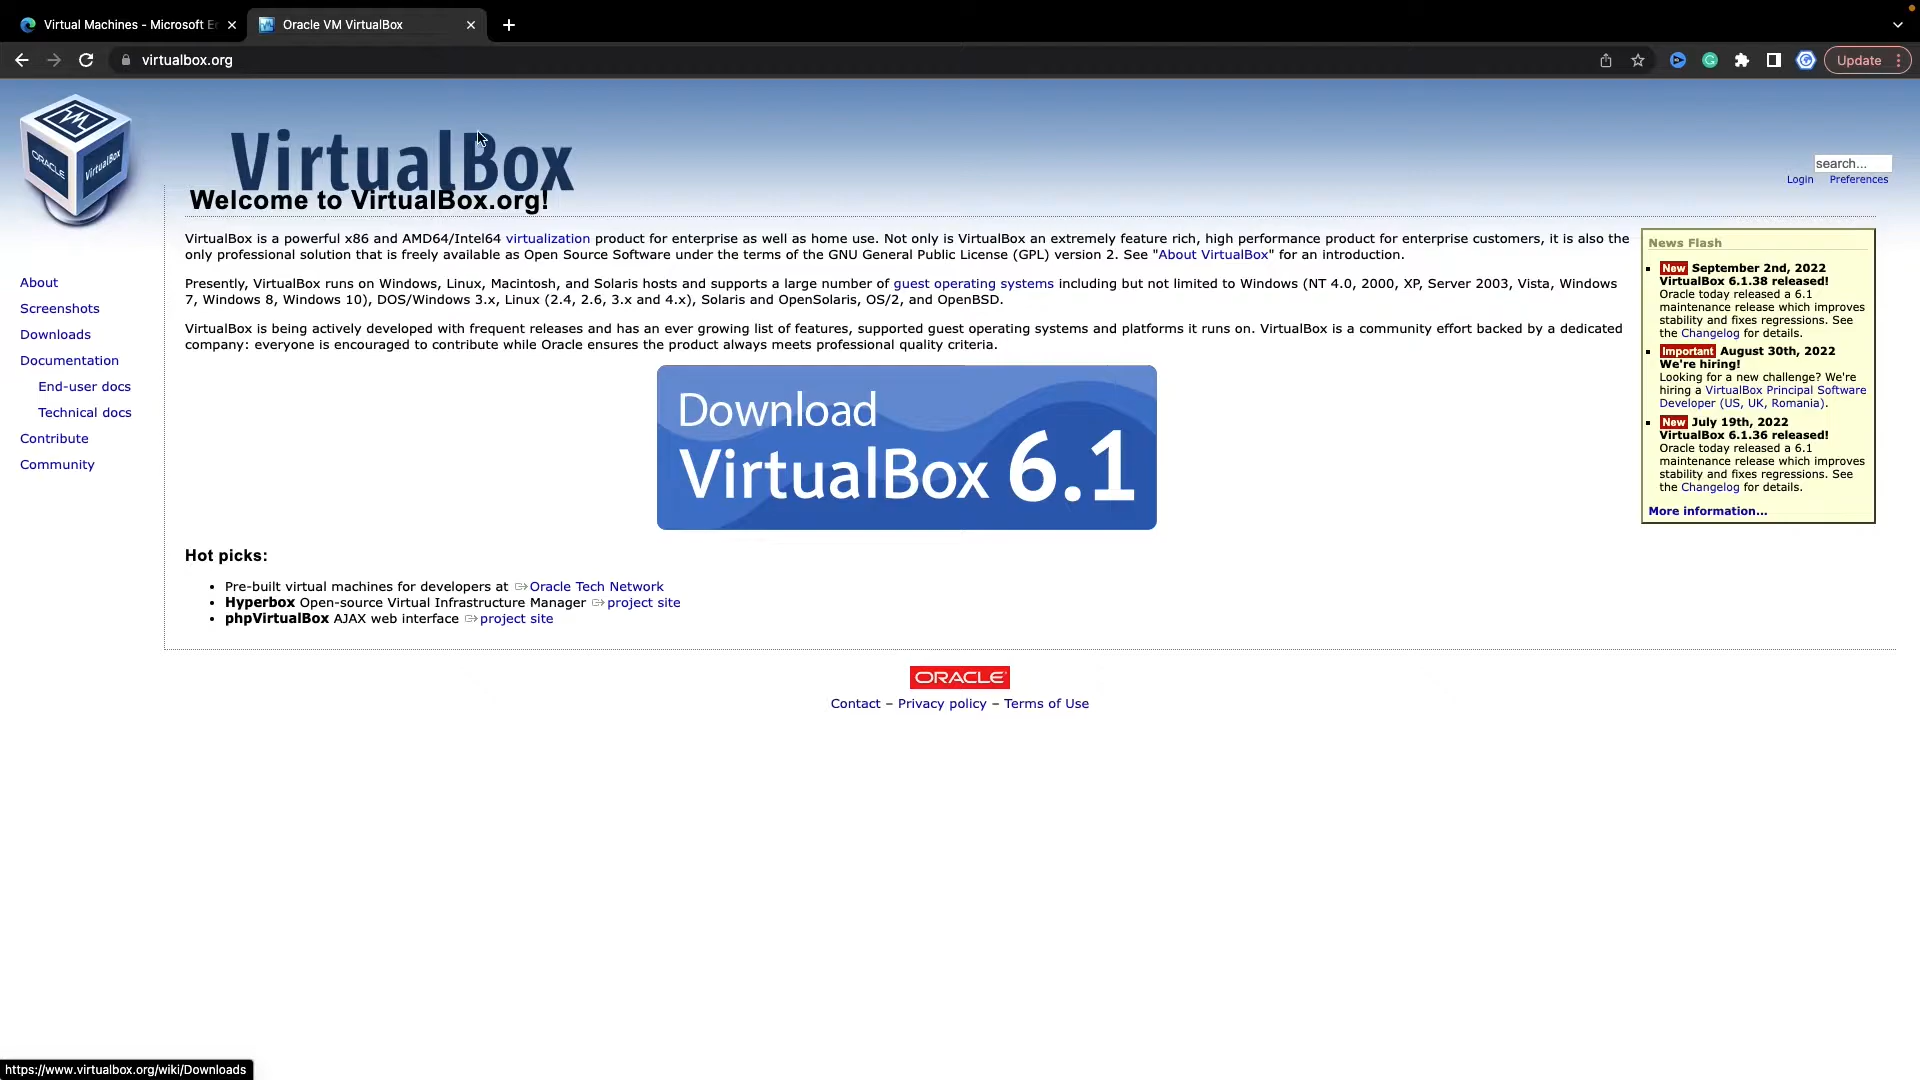 Virtual Machines - Microsoft E
Oracle VM VirtualBox
virtualbox.org
Update
ORACLE
VirtualBox
VirtualBox
search...
Login Preferences
Welcome to VirtualBox.org!
VirtualBox is a powerful x86 and AMD64/Intel64 virtualization product for enterprise as well as home use. Not only is VirtualBox an extremely feature rich, high performance product for enterprise customers, it is also the
only professional solution that is freely available as Open Source Software under the terms of the GNU General Public License (GPL) version 2. See "About VirtualBox" for an introduction.
Presently, VirtualBox runs on Windows, Linux, Macintosh, and Solaris hosts and supports a large number of guest operating systems including but not limited to Windows (NT 4.0, 2000, XP, Server 2003, Vista, Windows
7, Windows 8, Windows 10), DOS/Windows 3.x, Linux (2.4, 2.6, 3.x and 4.x), Solaris and OpenSolaris, OS/2, and OpenBSD.
VirtualBox is being actively developed with frequent releases and has an ever growing list of features, supported guest operating systems and platforms it runs on. VirtualBox is a community effort backed by a dedicated
company: everyone is encouraged to contribute while Oracle ensures the product always meets professional quality criteria.
About
Screenshots
Downloads
Documentation
End-user docs
Technical docs
Contribute
Community
Download
VirtualBox 6.1
News Flash
New September 2nd, 2022
VirtualBox 6.1.38 released!
Oracle today released a 6.1
maintenance release which improves
stability and fixes regressions. See
the Changelog for details.
Important August 30th, 2022
We're hiring!
Looking for a new challenge? We're
hiring a VirtualBox Principal Software
Developer (US, UK, Romania).
New July 19th, 2022
VirtualBox 6.1.36 released!
Oracle today released a 6.1
maintenance release which improves
stability and fixes regressions. See
the Changelog for details.
More information...
Hot picks:
Pre-built virtual machines for developers at Oracle Tech Network
Hyperbox Open-source Virtual Infrastructure Manager project site
phpVirtualBox AJAX web interface project site
ORACLE
Contact – Privacy policy – Terms of Use
https://www.virtualbox.org/wiki/Downloads